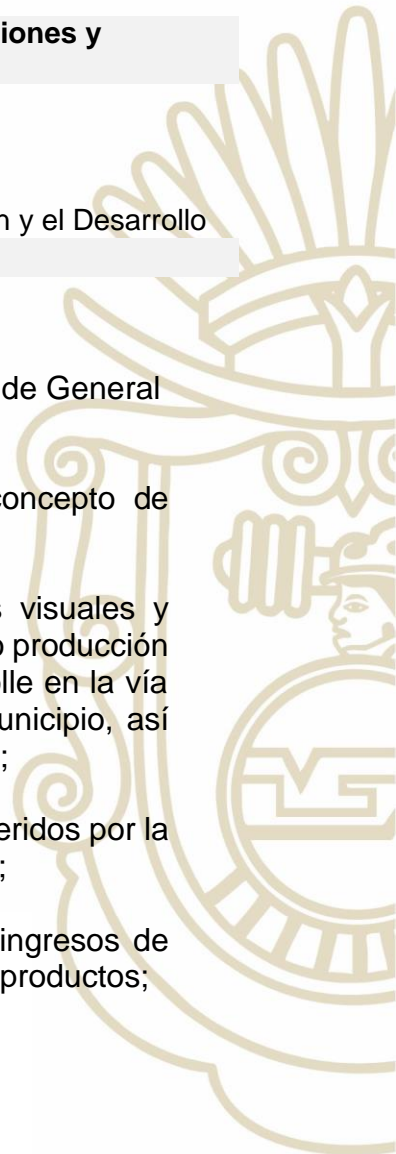 iones y
n y el Desarrollo
de General
concepto de
s visuales y
o producción
olle en la vía
unicipio, así
;
eridos por la
;
ingresos de
productos;